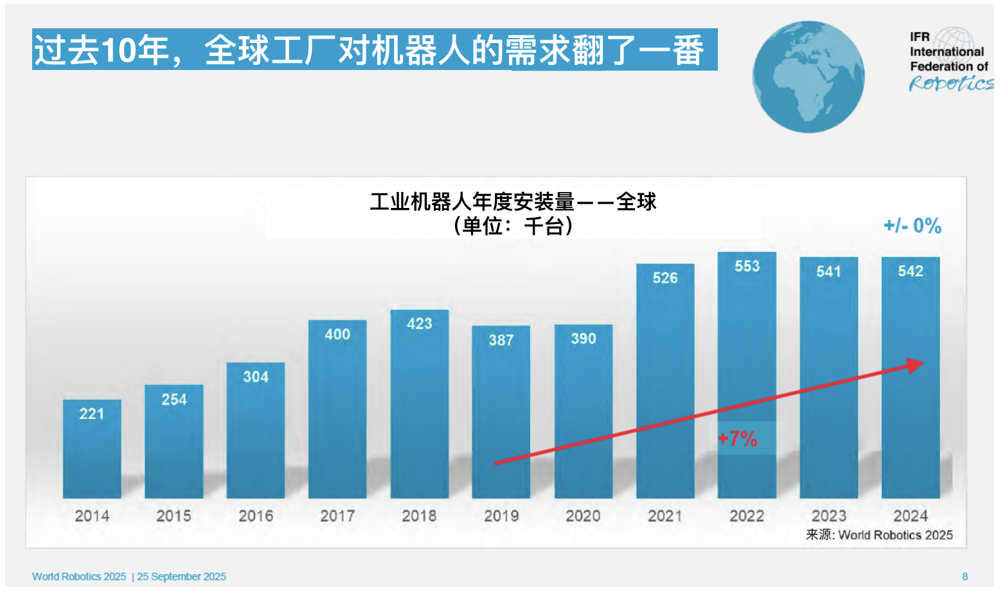 过去10年，全球工厂对机器人的需求翻了一番
IFR
International
Federation of
Robotics
工业机器人年度安装量——全球
（单位：千台）
+/- 0%
221
254
304
400
423
387
390
526
553
541
542
+7%
2014
2015
2016
2017
2018
2019
2020
2021
2022
2023
2024
来源: World Robotics 2025
World Robotics 2025 | 25 September 2025
8